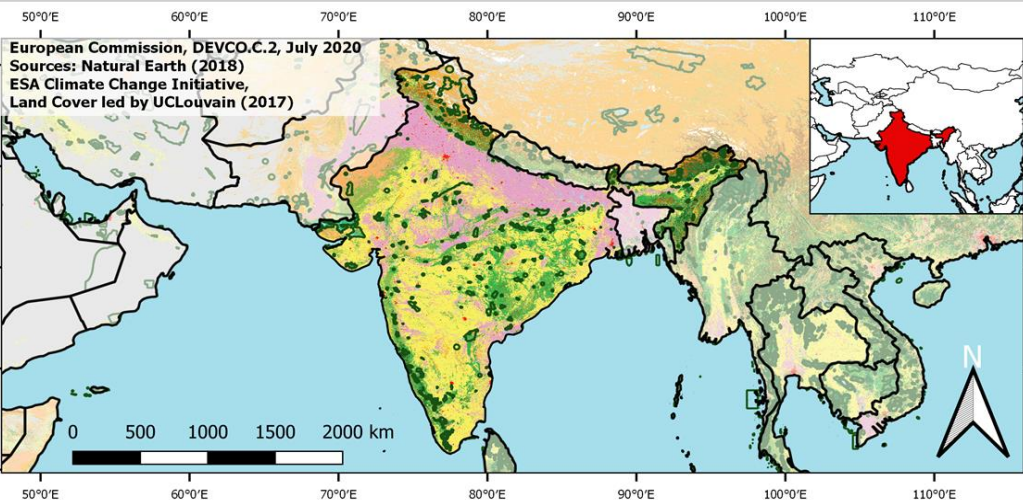 50°0'E 60°0'E 70°0'E 80°0'E 90°0'E 100°0'E 110°0'E
European Commission, DEVCO.C.2, July 2020
Sources: Natural Earth (2018)
ESA Climate Change Initiative,
Land Cover led by UCLouvain (2017)
N
0 500 1000 1500 2000 km
50°0'E 60°0'E 70°0'E 80°0'E 90°0'E 100°0'E 110°0'E